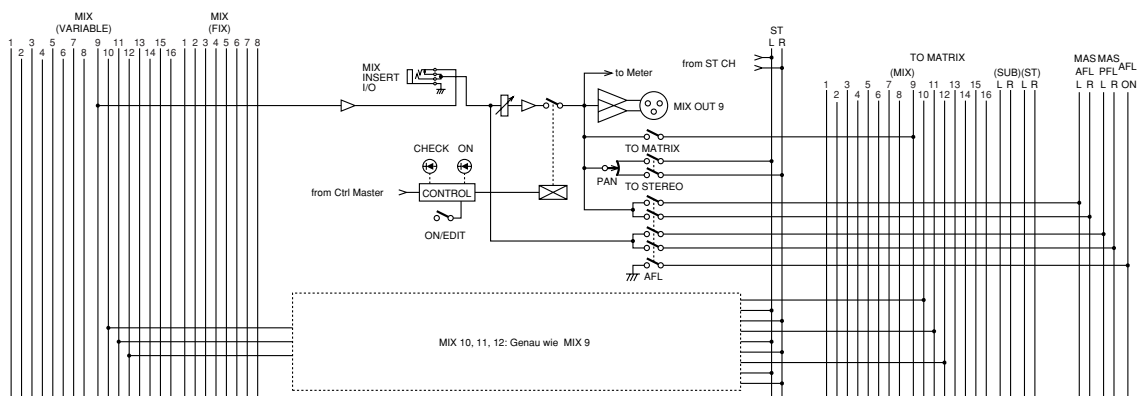 MIX
(VARIABLE)
MIX
(FIX)
1 3 5 7 9 11 13 15 1 2 3 4 5 6 7 8
2 4 6 8 10 12 14 16
MIX
INSERT
I/O
ST
L R
from ST CH
to Meter
MIX OUT 9
TO MATRIX
PAN
TO STEREO
AFL
CHECK ON
from Ctrl Master
CONTROL
ON/EDIT
TO MATRIX
(MIX) (SUB)(ST)
1 3 5 7 9 11 13 15 L R L R
2 4 6 8 10 12 14 16
MAS MAS AFL
AFL PFL
L R L R ON
MIX 10, 11, 12: Genau wie MIX 9